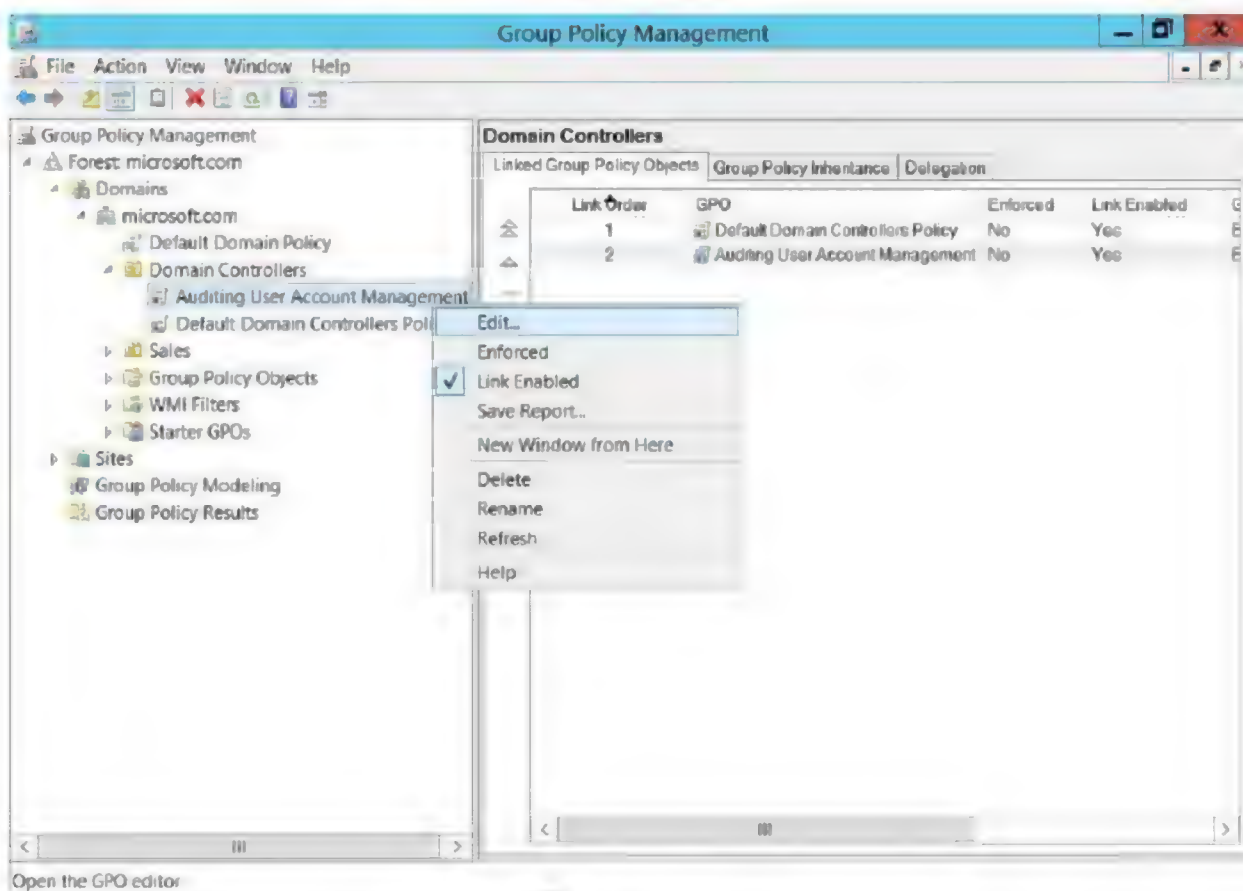 Group Policy Management
File Action View Window Help
Group Policy Management
Forest: microsoft.com
Domains
microsoft.com
Default Domain Policy
Domain Controllers
Auditing User Account Management
Default Domain Controllers Poli
Sales
Group Policy Objects
WMI Filters
Starter GPOs
Sites
Group Policy Modeling
Group Policy Results
Domain Controllers
Linked Group Policy Objects Group Policy Inheritance Delegation
Link Order GPO Enforced Link Enabled G
1 Default Domain Controllers Policy No Yes E
2 Auditing User Account Management No Yes E
Edit...
Enforced
Link Enabled
Save Report...
New Window from Here
Delete
Rename
Refresh
Help
Open the GPO editor